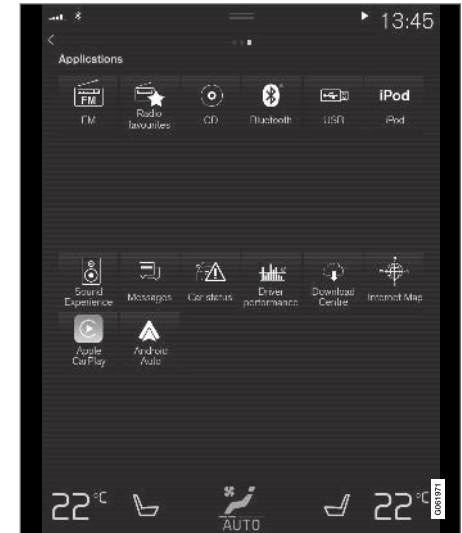 13:45
Applications
FM
iPod
FM
Radio
favourites
CD
Bluetooth
USB
iPod
Sound
Experience
Messages
Car status
Driver
performance
Download
Centre
Internet Map
Apple
CarPlay
Android
Auto
22°C
AUTO
22°C
G061971